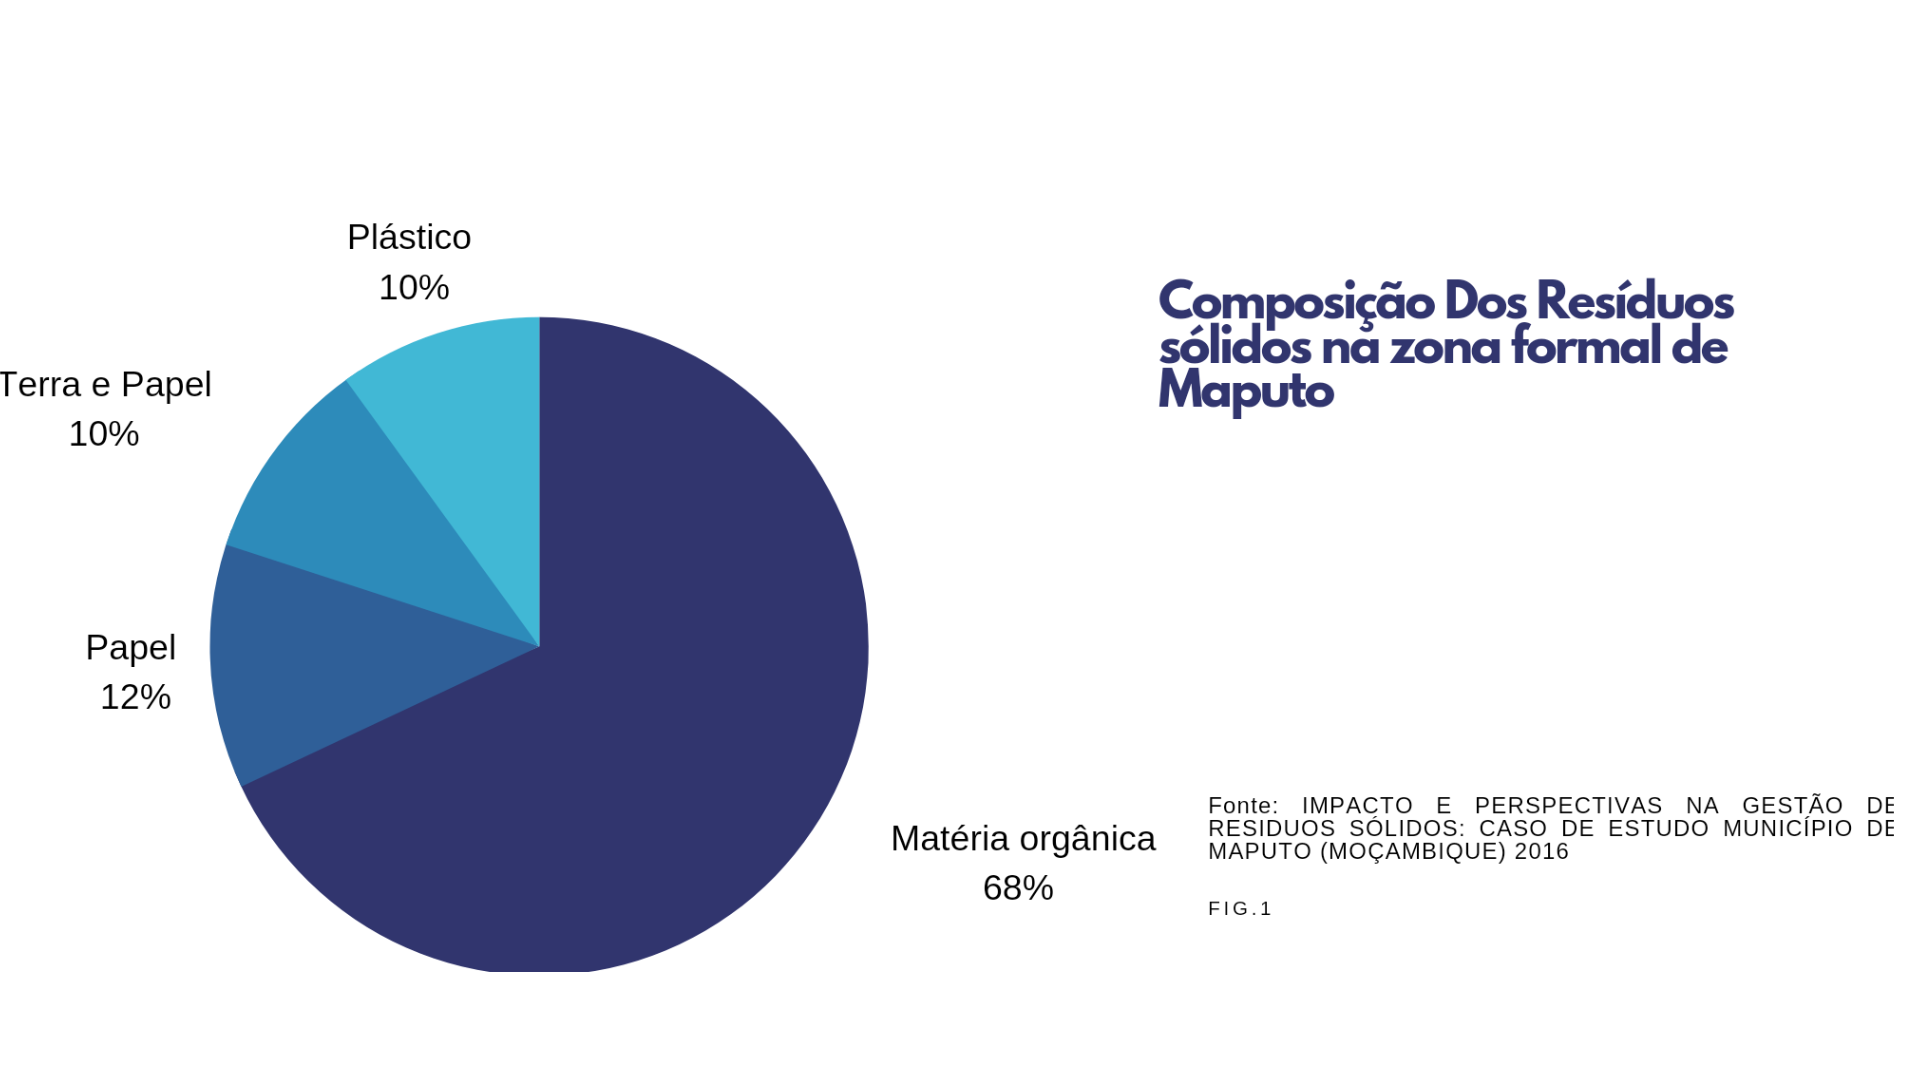 Plástico
10%
Terra e Papel
10%
Papel
12%
Matéria orgânica
68%
Composição Dos Resíduos
sólidos na zona formal de
Maputo
Fonte: IMPACTO E PERSPECTIVAS NA GESTÃO DE
RESIDUOS SÓLIDOS: CASO DE ESTUDO MUNICÍPIO DE
MAPUTO (MOÇAMBIQUE) 2016
FIG.1